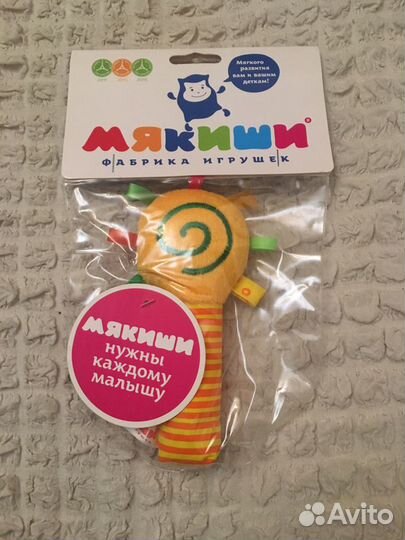 Мягкого
развития
вам и вашим
деткам!
МЯКИШИ®
ФАБРИКА ИГРУШЕК
МЯКИШИ
нужны
каждому
малышу
Avito